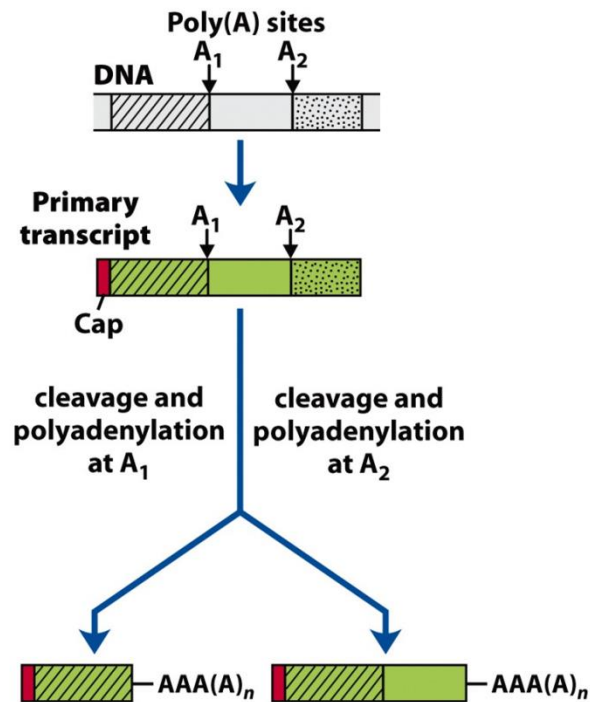 Poly(A) sites
A1 A2
DNA
Primary
transcript
A1 A2
Cap
cleavage and
polyadenylation
at A1
cleavage and
polyadenylation
at A2
AAA(A)n
AAA(A)n